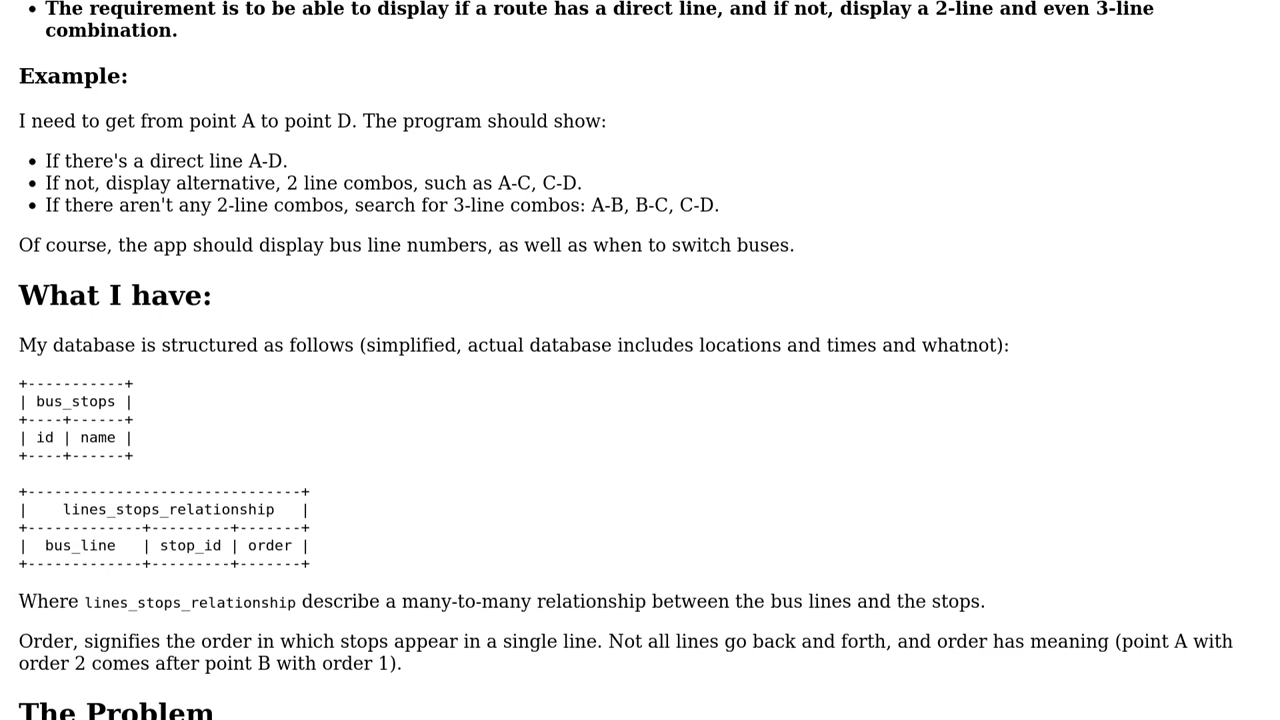 • The requirement is to be able to display if a route has a direct line, and if not, display a 2-line and even 3-line
combination.
Example:
I need to get from point A to point D. The program should show:
• If there's a direct line A-D.
• If not, display alternative, 2 line combos, such as A-C, C-D.
• If there aren't any 2-line combos, search for 3-line combos: A-B, B-C, C-D.
Of course, the app should display bus line numbers, as well as when to switch buses.
What I have:
My database is structured as follows (simplified, actual database includes locations and times and whatnot):
+-----------+
| bus_stops |
+----+------+
| id | name |
+----+------+
+-------------------------------+
|    lines_stops_relationship   |
+-------------+---------+-------+
|  bus_line   | stop_id | order |
+-------------+---------+-------+
Where lines_stops_relationship describe a many-to-many relationship between the bus lines and the stops.
Order, signifies the order in which stops appear in a single line. Not all lines go back and forth, and order has meaning (point A with
order 2 comes after point B with order 1).
The Problem